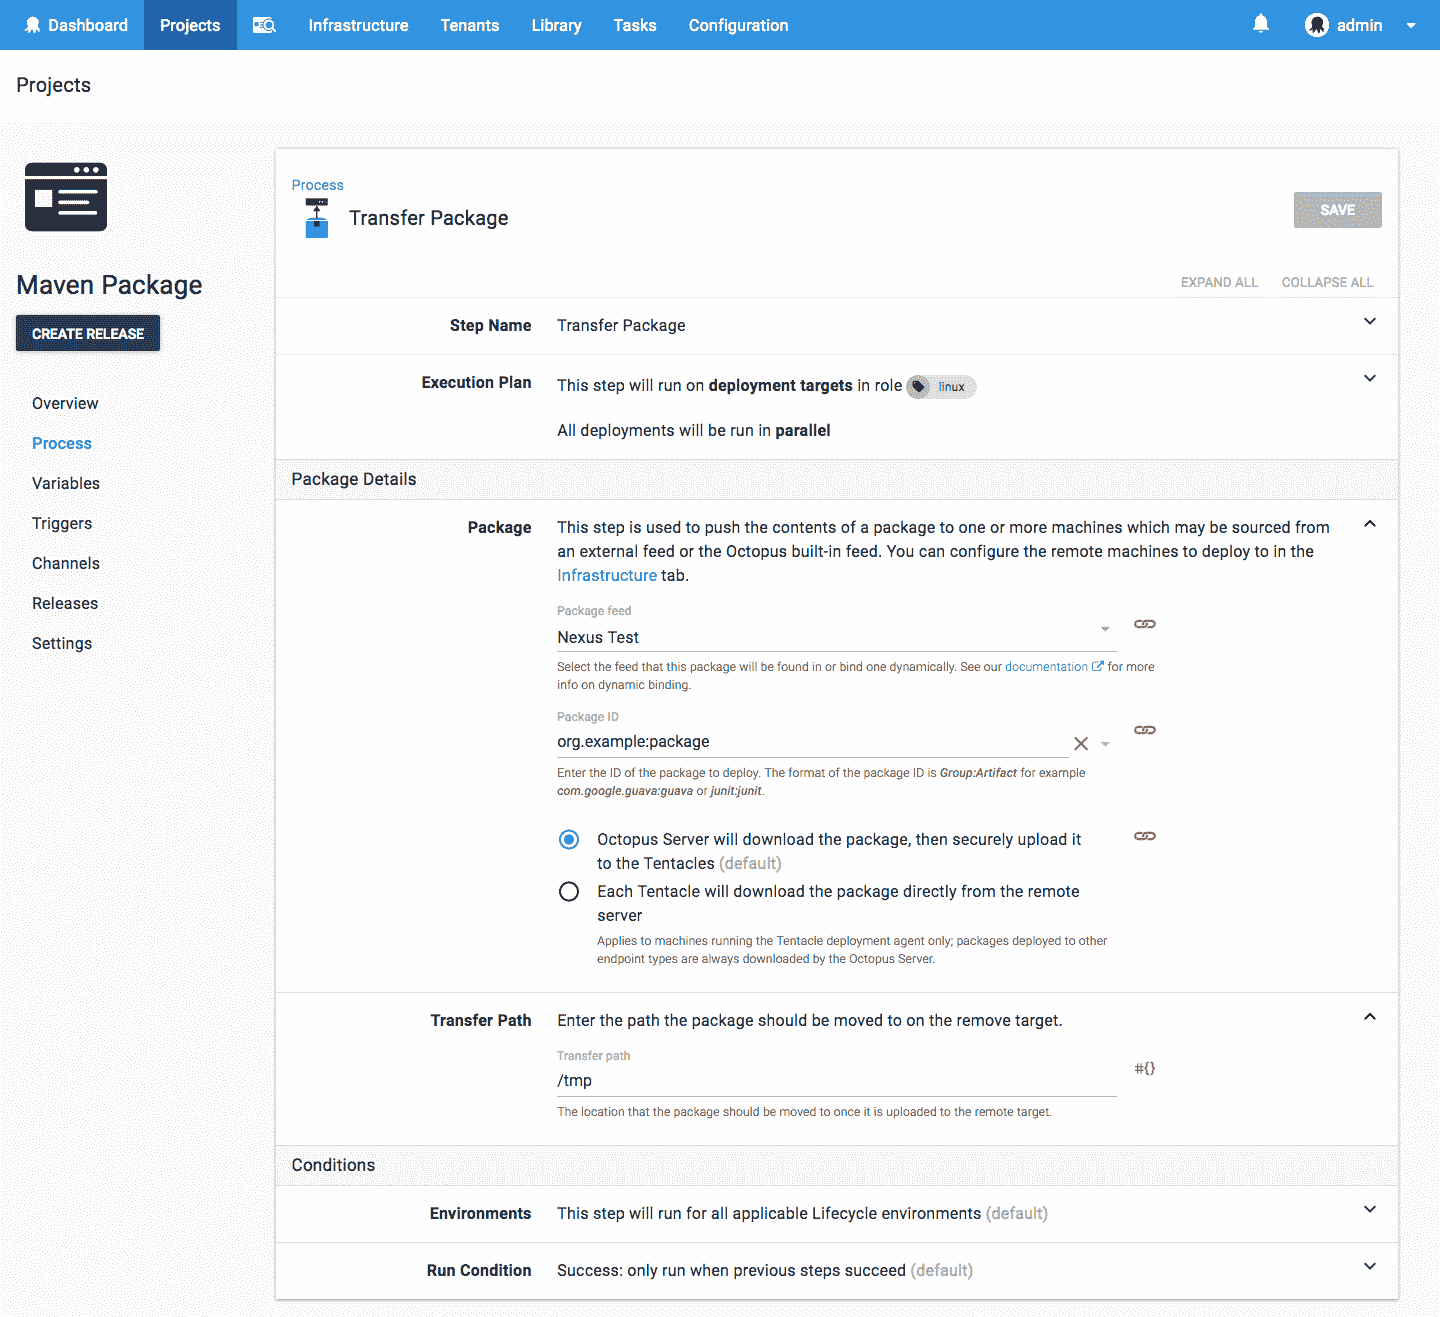 Dashboard Projects Infrastructure Tenants Library Tasks Configuration admin
Projects
Maven Package
CREATE RELEASE
Overview
Process
Variables
Triggers
Channels
Releases
Settings
Process
Transfer Package
SAVE
EXPAND ALL COLLAPSE ALL
Step Name Transfer Package
Execution Plan This step will run on deployment targets in role linux
All deployments will be run in parallel
Package Details
Package This step is used to push the contents of a package to one or more machines which may be sourced from
an external feed or the Octopus built-in feed. You can configure the remote machines to deploy to in the
Infrastructure tab.
Package feed
Nexus Test
Select the feed that this package will be found in or bind one dynamically. See our documentation for more
info on dynamic binding.
Package ID
org.example:package
Enter the ID of the package to deploy. The format of the package ID is Group:Artifact for example
com.google.guava:guava or junit:junit.
Octopus Server will download the package, then securely upload it
to the Tentacles (default)
Each Tentacle will download the package directly from the remote
server
Applies to machines running the Tentacle deployment agent only; packages deployed to other
endpoint types are always downloaded by the Octopus Server.
Transfer Path Enter the path the package should be moved to on the remove target.
Transfer path
/tmp
#{}
The location that the package should be moved to once it is uploaded to the remote target.
Conditions
Environments This step will run for all applicable Lifecycle environments (default)
Run Condition Success: only run when previous steps succeed (default)